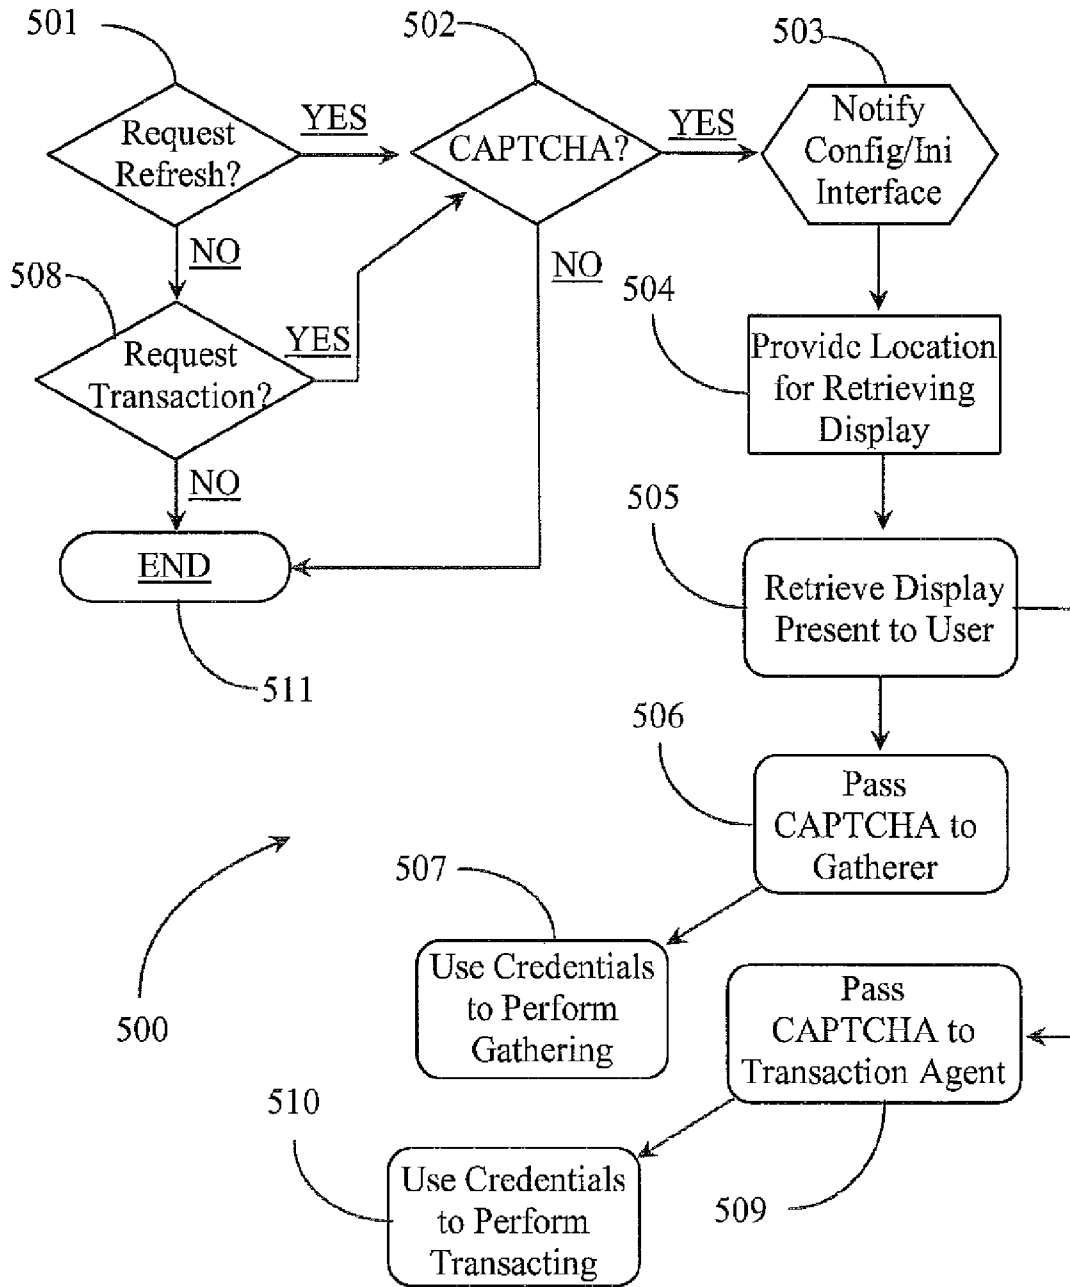 501
502
503
Request
Refresh?
YES
CAPTCHA?
YES
Notify
Config/Ini
Interface
NO
508
Request
Transaction?
YES
NO
504
Provide Location
for Retrieving
Display
NO
END
511
505
Retrieve Display
Present to User
506
Pass
CAPTCHA to
Gatherer
507
Use Credentials
to Perform
Gathering
500
Pass
CAPTCHA to
Transaction Agent
509
510
Use Credentials
to Perform
Transacting